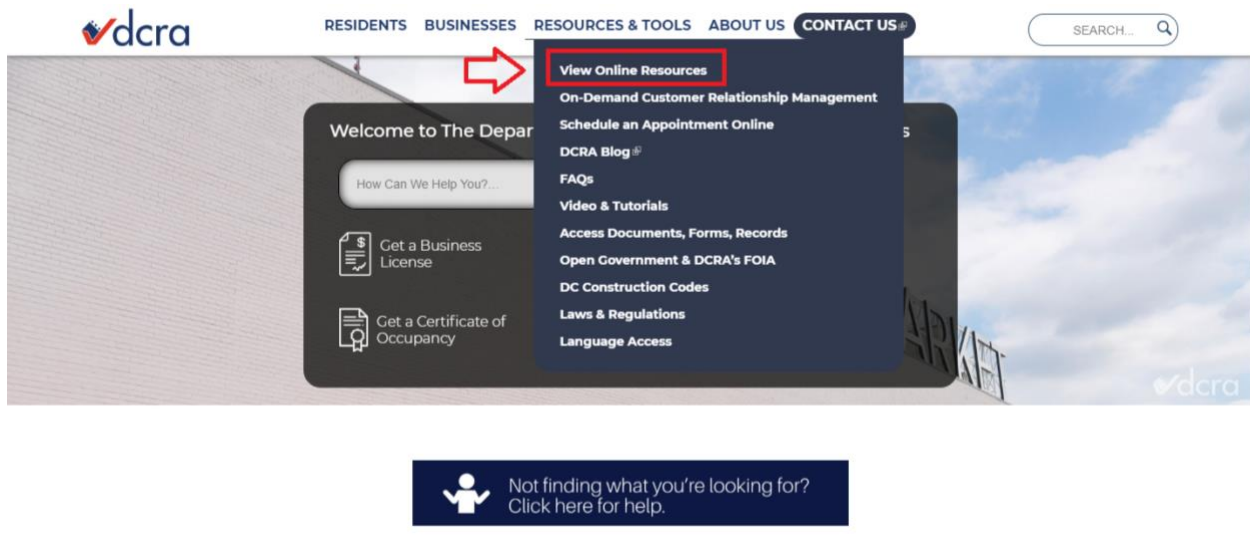 dcra
RESIDENTS BUSINESSES RESOURCES & TOOLS ABOUT US CONTACT US
SEARCH...
View Online Resources
On-Demand Customer Relationship Management
Schedule an Appointment Online
DCRA Blog
FAQs
Video & Tutorials
Access Documents, Forms, Records
Open Government & DCRA's FOIA
DC Construction Codes
Laws & Regulations
Language Access
Welcome to The Depar s
How Can We Help You?...
Get a Business
License
Get a Certificate of
Occupancy
ARKET
dcra
Not finding what you're looking for?
Click here for help.